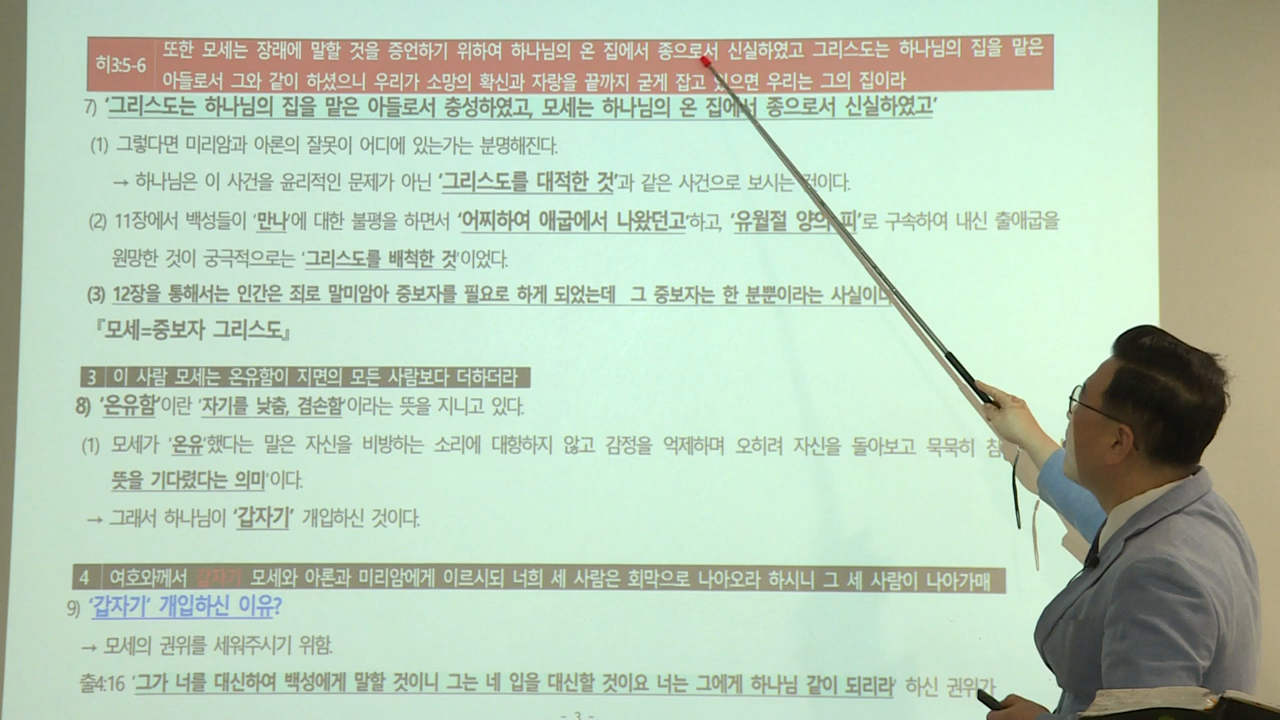 히3:5-6 또한 모세는 장래에 말할 것을 증언하기 위하여 하나님의 온 집에서 종으로서 신실하였고 그리스도는 하나님의 집을 맡은
아들로서 그와 같이 하셨으니 우리가 소망의 확신과 자랑을 끝까지 굳게 잡고 있으면 우리는 그의 집이라
7) ‘그리스도는 하나님의 집을 맡은 아들로서 충성하였고, 모세는 하나님의 온 집에서 종으로서 신실하였고’
(1) 그렇다면 미리암과 아론의 잘못이 어디에 있는가는 분명해진다.
→ 하나님은 이 사건을 윤리적인 문제가 아닌 ‘그리스도를 대적한 것’과 같은 사건으로 보시는 것이다.
(2) 11장에서 백성들이 ‘만나’에 대한 불평을 하면서 ‘어찌하여 애굽에서 나왔던고’하고, ‘유월절 양의 피’로 구속하여 내신 출애굽을
원망한 것이 궁극적으로는 ‘그리스도를 배척한 것’이었다.
(3) 12장을 통해서는 인간은 죄로 말미암아 중보자를 필요로 하게 되었는데 그 중보자는 한 분뿐이라는 사실이다
『모세=중보자 그리스도』
3 이 사람 모세는 온유함이 지면의 모든 사람보다 더하더라
8) ‘온유함’이란 ‘자기를 낮춤, 겸손함’이라는 뜻을 지니고 있다.
(1) 모세가 ‘온유’했다는 말은 자신을 비방하는 소리에 대항하지 않고 감정을 억제하며 오히려 자신을 돌아보고 묵묵히
뜻을 기다렸다는 의미’이다.
→ 그래서 하나님이 ‘갑자기’ 개입하신 것이다.
4 여호와께서 갑자기 모세와 아론과 미리암에게 이르시되 너희 세 사람은 회막으로 나아오라 하시니 그 세 사람이 나아가매
9) ‘갑자기’ 개입하신 이유?
→ 모세의 권위를 세워주시기 위함.
출4:16 ‘그가 너를 대신하여 백성에게 말할 것이니 그는 네 입을 대신할 것이요 너는 그에게 하나님 같이 되리라’ 하신 권위가
- 3 -